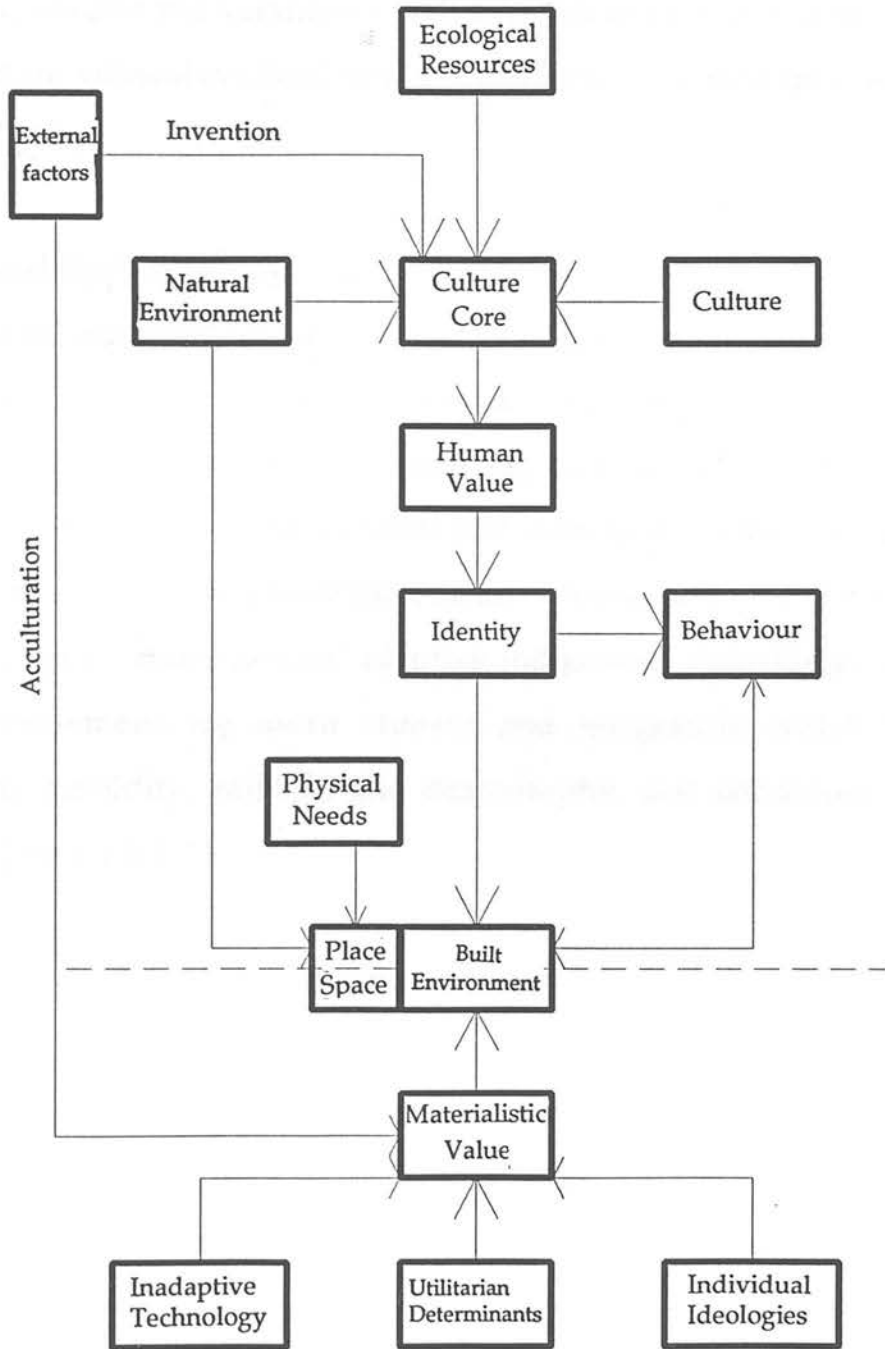 Ecological
Resources
External
factors
Invention
Natural
Environment
Culture
Core
Culture
Human
Value
Acculturation
Identity
Behaviour
Physical
Needs
Place
Space
Built
Environment
Materialistic
Value
Inadaptive
Technology
Utilitarian
Determinants
Individual
Ideologies